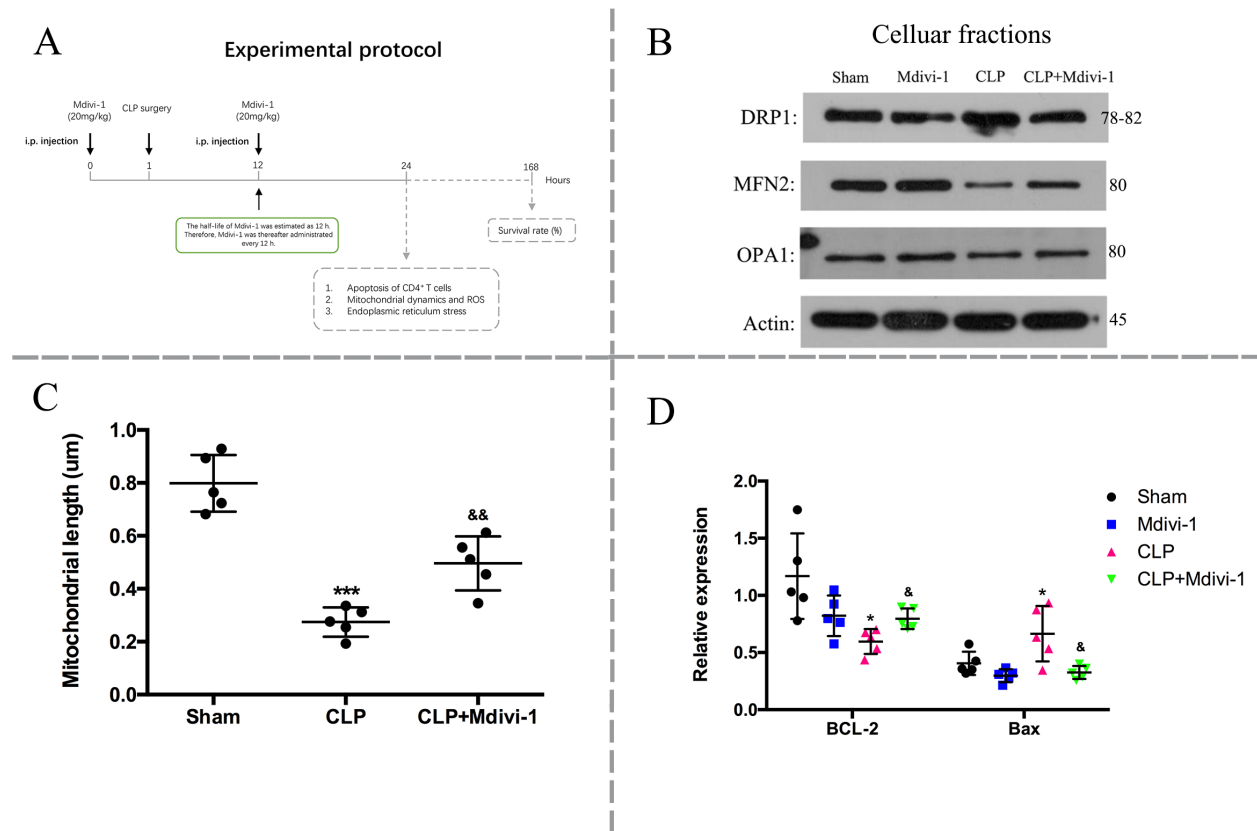 A
Experimental protocol
Mdivi-1
(20mg/kg)
CLP surgery
Mdivi-1
(20mg/kg)
i.p. injection
i.p. injection
0
1
12
24
168
Hours
The half-life of Mdivi-1 was estimated as 12 h.
Therefore, Mdivi-1 was thereafter administrated
every 12 h.
Survival rate (%)
1. Apoptosis of CD4⁺ T cells
2. Mitochondrial dynamics and ROS
3. Endoplasmic reticulum stress
B
Celluar fractions
Sham Mdivi-1 CLP CLP+Mdivi-1
DRP1: 78-82
MFN2: 80
OPA1: 80
Actin: 45
C
Mitochondrial length (um)
1.0
0.8
0.6
0.4
0.2
0.0
***
&&
Sham CLP CLP+Mdivi-1
D
Relative expression
2.0
1.5
1.0
0.5
0.0
*
&
*
&
BCL-2 Bax
Sham
Mdivi-1
CLP
CLP+Mdivi-1